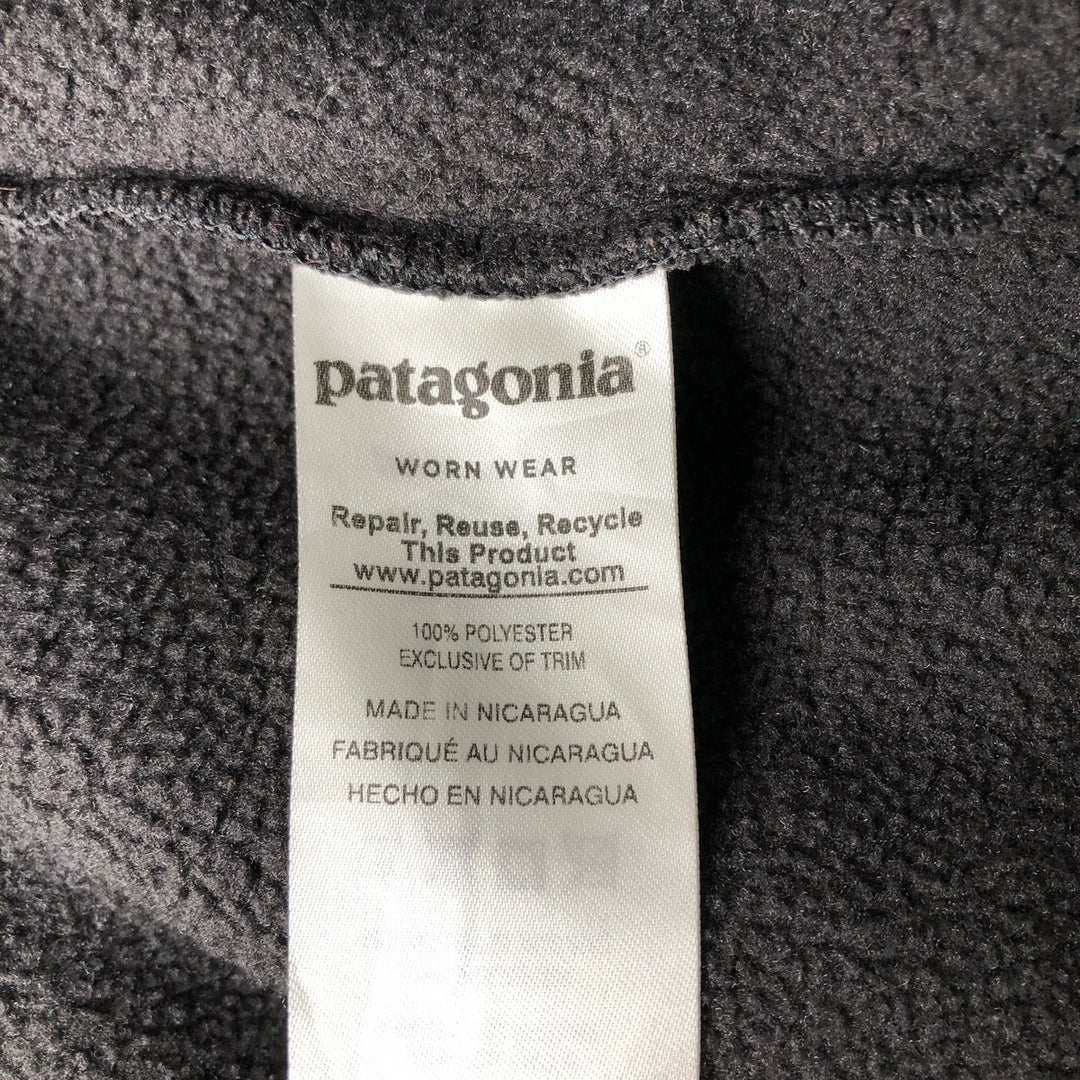 patagonia®
WORN WEAR
Repair, Reuse, Recycle
This Product
www.patagonia.com
100% POLYESTER
EXCLUSIVE OF TRIM
MADE IN NICARAGUA
FABRIQUÉ AU NICARAGUA
HECHO EN NICARAGUA